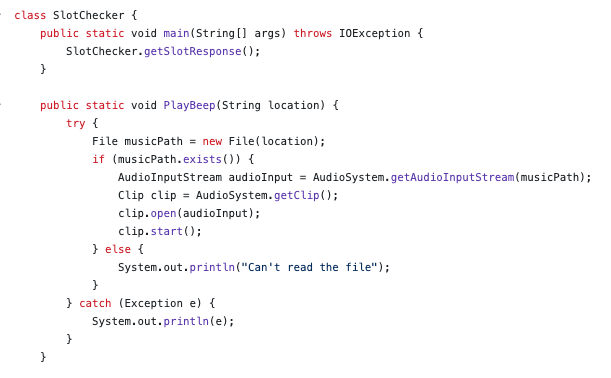 class SlotChecker {
    public static void main(String[] args) throws IOException {
        SlotChecker.getSlotResponse();
    }

    public static void PlayBeep(String location) {
        try {
            File musicPath = new File(location);
            if (musicPath.exists()) {
                AudioInputStream audioInput = AudioSystem.getAudioInputStream(musicPath);
                Clip clip = AudioSystem.getClip();
                clip.open(audioInput);
                clip.start();
            } else {
                System.out.println("Can't read the file");
            }
        } catch (Exception e) {
            System.out.println(e);
        }
    }